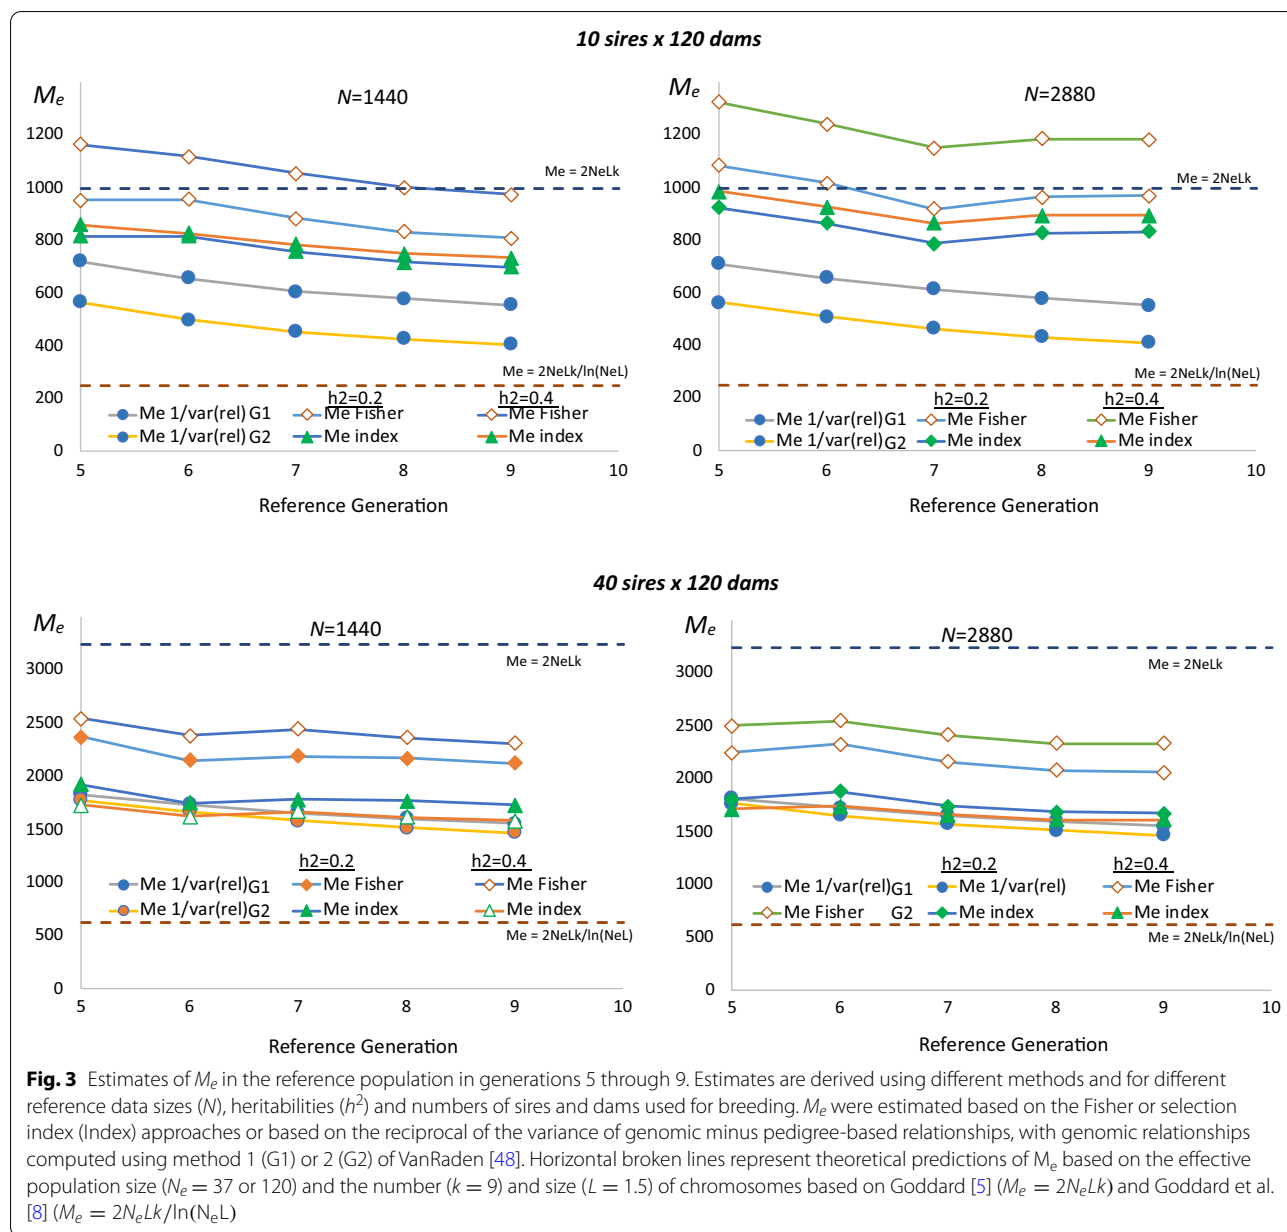 10 sires x 120 dams
Me
N=1440
1200
1000
800
600
400
200
0
Me = 2NeLk
Me = 2NeLk/ln(NeL)
h2=0.2 h2=0.4
Me 1/var(rel) G1 Me Fisher Me Fisher
Me 1/var(rel) G2 Me index Me index
5 6 7 8 9 10
Reference Generation
Me
N=2880
1200
1000
800
600
400
200
0
Me = 2NeLk
Me = 2NeLk/ln(NeL)
h2=0.2 h2=0.4
Me 1/var(rel)G1 Me Fisher Me Fisher
Me 1/var(rel)G2 Me index Me index
5 6 7 8 9 10
Reference Generation
40 sires x 120 dams
Me
N=1440
3000
2500
2000
1500
1000
500
0
Me = 2NeLk
h2=0.2 h2=0.4
Me 1/var(rel)G1 Me Fisher Me Fisher
Me 1/var(rel)G2 Me index Me index
Me = 2NeLk/ln(NeL)
5 6 7 8 9 10
Reference Generation
Me
N=2880
3000
2500
2000
1500
1000
500
0
Me = 2NeLk
h2=0.2 h2=0.4
Me 1/var(rel)G1 Me 1/var(rel) Me Fisher
Me Fisher G2 Me index Me index
Me = 2NeLk/ln(NeL)
5 6 7 8 9 10
Reference Generation
Fig. 3 Estimates of Me in the reference population in generations 5 through 9. Estimates are derived using different methods and for different
reference data sizes (N), heritabilities (h²) and numbers of sires and dams used for breeding. Me were estimated based on the Fisher or selection
index (Index) approaches or based on the reciprocal of the variance of genomic minus pedigree-based relationships, with genomic relationships
computed using method 1 (G1) or 2 (G2) of VanRaden [48]. Horizontal broken lines represent theoretical predictions of Me based on the effective
population size (Ne = 37 or 120) and the number (k = 9) and size (L = 1.5) of chromosomes based on Goddard [5] (Me = 2NeLk) and Goddard et al.
[8] (Me = 2NeLk/ln(NeL)